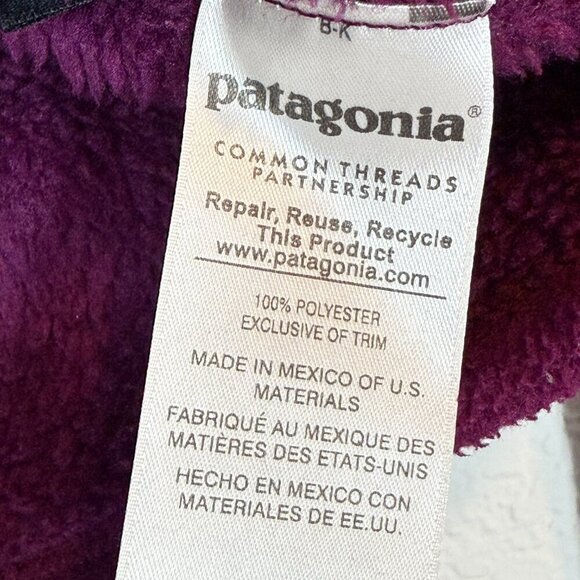 B-K
patagonia®
COMMON THREADS
PARTNERSHIP
Repair, Reuse, Recycle
This Product
www.patagonia.com
100% POLYESTER
EXCLUSIVE OF TRIM
MADE IN MEXICO OF U.S.
MATERIALS
FABRIQUÉ AU MEXIQUE DES
MATIÈRES DES ETATS-UNIS
HECHO EN MEXICO CON
MATERIALES DE EE.UU.